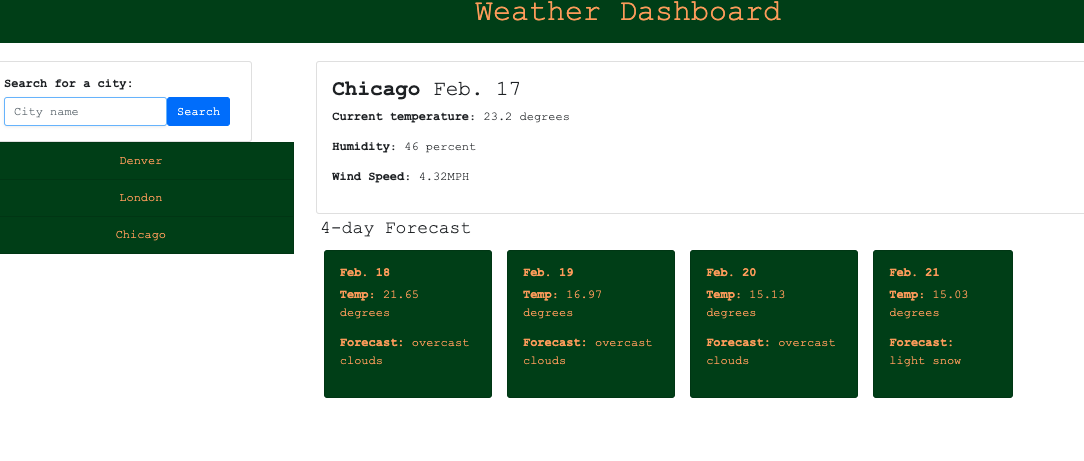 Weather Dashboard
Search for a city:
City name
Search
Denver
London
Chicago
Chicago Feb. 17
Current temperature: 23.2 degrees
Humidity: 46 percent
Wind Speed: 4.32MPH
4-day Forecast
Feb. 18
Temp: 21.65
degrees
Forecast: overcast
clouds
Feb. 19
Temp: 16.97
degrees
Forecast: overcast
clouds
Feb. 20
Temp: 15.13
degrees
Forecast: overcast
clouds
Feb. 21
Temp: 15.03
degrees
Forecast:
light snow